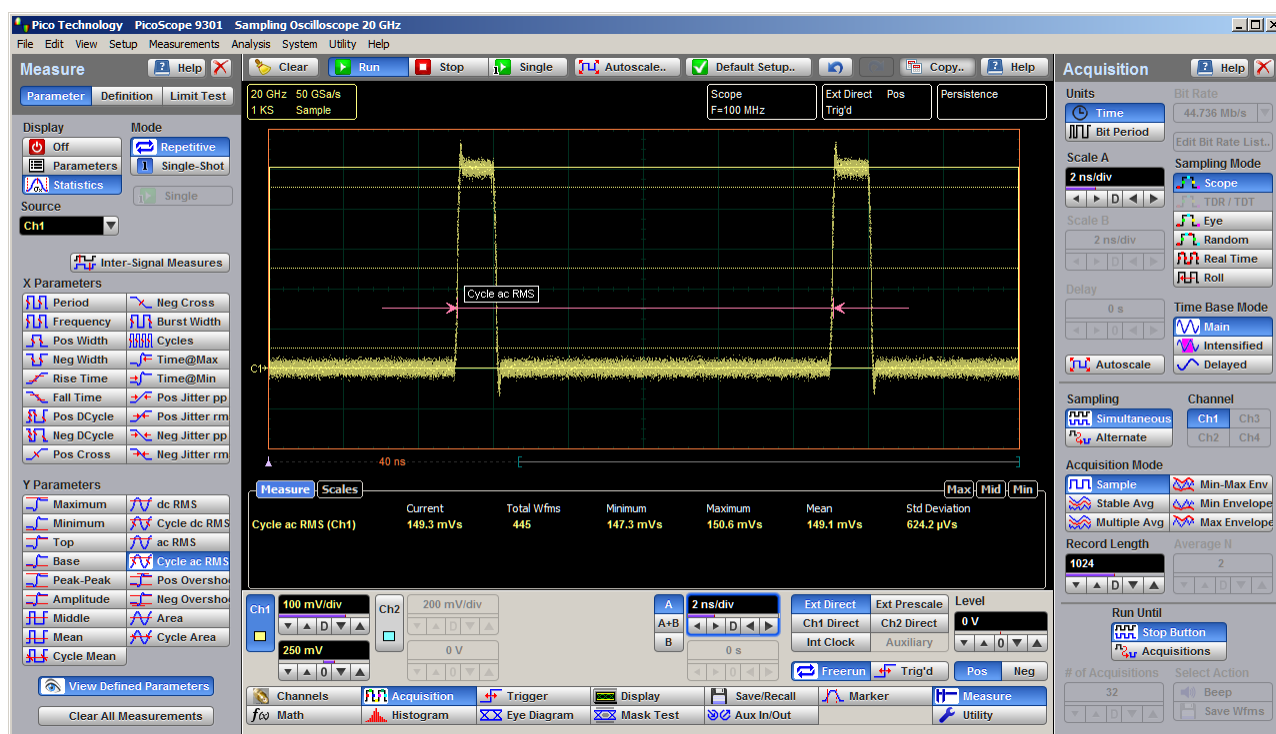 Pico Technology PicoScope 9301 Sampling Oscilloscope 20 GHz
File Edit View Setup Measurements Analysis System Utility Help
Measure ? Help
Parameter Definition Limit Test
Display Mode
Off Repetitive
Parameters 1 Single-Shot
Statistics Single
Source
Ch1
Inter-Signal Measures
X Parameters
Period Neg Cross
Frequency Burst Width
Pos Width Cycles
Neg Width Time@Max
Rise Time Time@Min
Fall Time Pos Jitter pp
Pos DCycle Pos Jitter rm
Neg DCycle Neg Jitter pp
Pos Cross Neg Jitter rm
Y Parameters
Maximum dc RMS
Minimum Cycle dc RMS
Top ac RMS
Base Cycle ac RMS
Peak-Peak Pos Oversho
Amplitude Neg Oversho
Middle Area
Mean Cycle Area
Cycle Mean
View Defined Parameters
Clear All Measurements
Clear Run Stop 1 Single Autoscale.. Default Setup.. Copy.. ? Help
20 GHz 50 GSa/s
1 KS Sample
Scope
F=100 MHz
Ext Direct Pos
Trig'd
Persistence
Cycle ac RMS
C1
40 ns
Measure Scales Max Mid Min
Current Total Wfms Minimum Maximum Mean Std Deviation
Cycle ac RMS (Ch1) 149.3 mVs 445 147.3 mVs 150.6 mVs 149.1 mVs 624.2 µVs
Ch1 100 mV/div Ch2 200 mV/div
D D
250 mV 0 V
0 0
A 2 ns/div
A+B D
B 0 s
0
Ext Direct Ext Prescale Level
Ch1 Direct Ch2 Direct 0 V
Int Clock Auxiliary 0
Freerun Trig'd Pos Neg
Channels Acquisition Trigger Display Save/Recall Marker Measure
f(x) Math Histogram Eye Diagram Mask Test Aux In/Out Utility
Acquisition ? Help
Units Bit Rate
Time 44.736 Mb/s
Bit Period Edit Bit Rate List..
Scale A Sampling Mode
2 ns/div Scope
D TDR / TDT
Scale B Eye
2 ns/div Random
D Real Time
Roll
Delay
0 s Time Base Mode
0 Main
Intensified
Autoscale Delayed
Sampling Channel
Simultaneous Ch1 Ch3
Alternate Ch2 Ch4
Acquisition Mode
Sample Min-Max Env
Stable Avg Min Envelope
Multiple Avg Max Envelope
Record Length Average N
1024 2
D D
Run Until
Stop Button
Acquisitions
# of Acquisitions Select Action
32 Beep
D Save Wfms